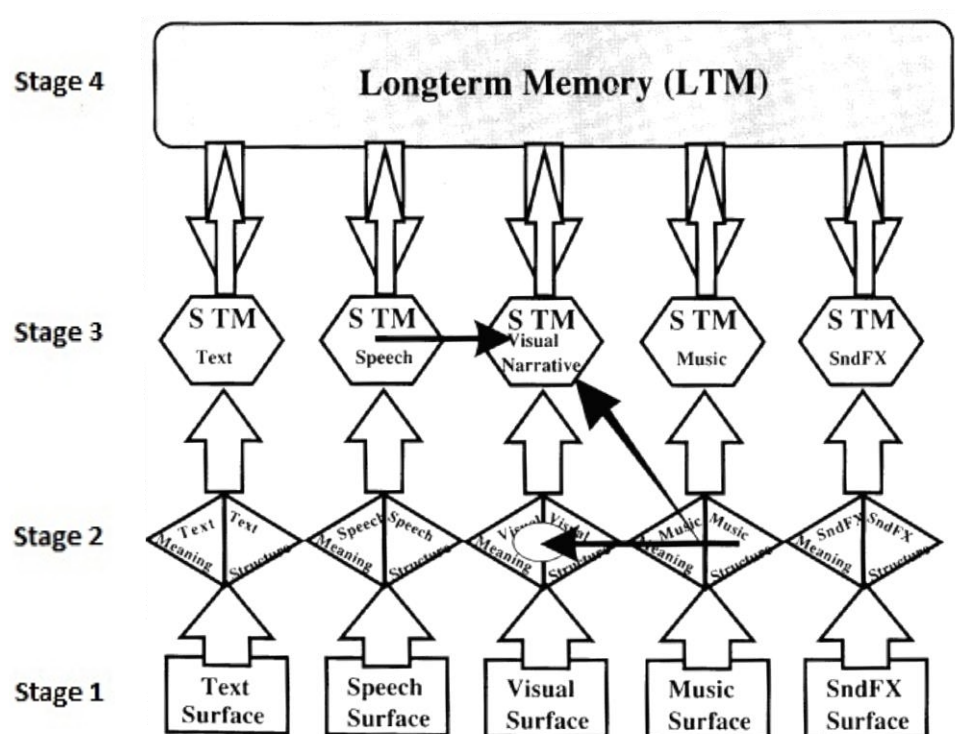 Stage 4
Longterm Memory (LTM)
Stage 3
S TM
Text
S TM
Speech
S TM
Visual
Narrative
S TM
Music
S TM
SndFX
Stage 2
Text
Meaning
Text
Structure
Speech
Meaning
Speech
Structure
Visual
Meaning
Visual
Structure
Music
Meaning
Music
Structure
SndFX
Meaning
SndFX
Structure
Stage 1
Text
Surface
Speech
Surface
Visual
Surface
Music
Surface
SndFX
Surface